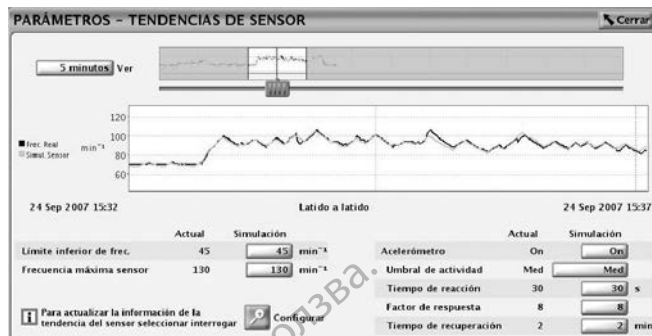 PARÁMETROS - TENDENCIAS DE SENSOR
Cerrar
5 minutos Ver
120
100
80
60
Frec. Real
Simul. Sensor
min⁻¹
24 Sep 2007 15:32
Latido a latido
24 Sep 2007 15:37
Actual Simulación
Límite inferior de frec. 45 45 min⁻¹
Frecuencia máxima sensor 130 130 min⁻¹
Para actualizar la información de la
tendencia del sensor seleccionar interrogar
Configurar
Actual Simulación
Acelerómetro On On
Umbral de actividad Med Med
Tiempo de reacción 30 30 s
Factor de respuesta 8 8
Tiempo de recuperación 2 2 min